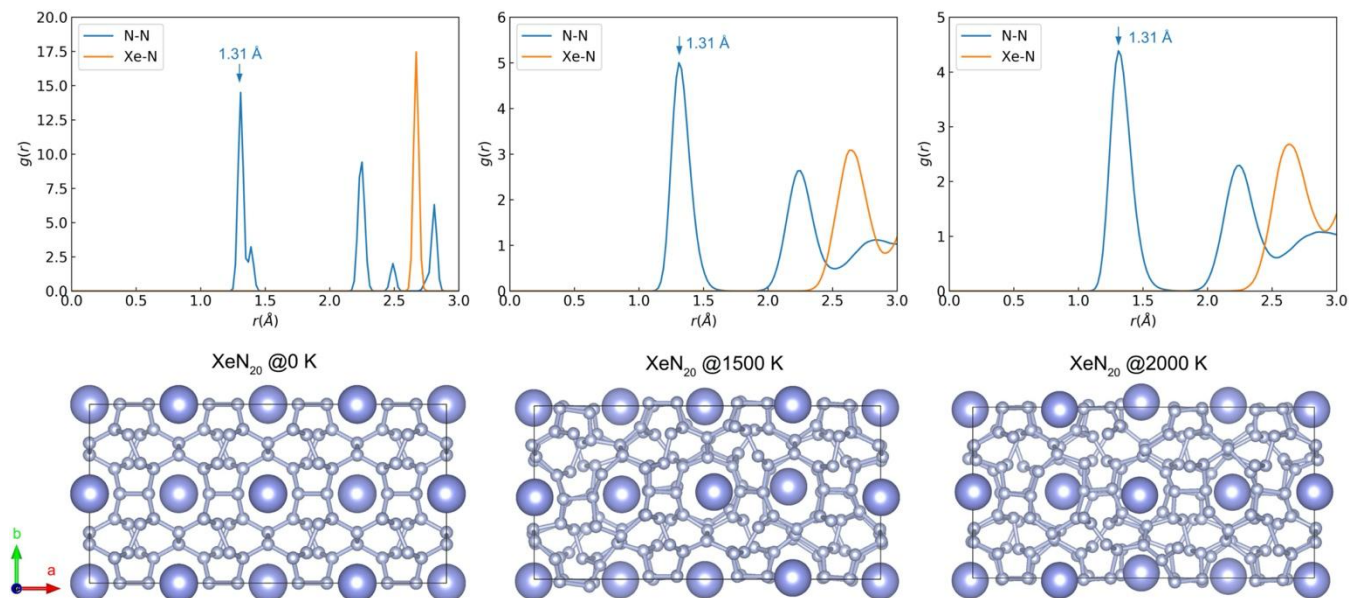 20.0
17.5
15.0
12.5
10.0
7.5
5.0
2.5
0.0
g(r)
N-N
Xe-N
1.31 Å
0.0 0.5 1.0 1.5 2.0 2.5 3.0
r(Å)
6
5
4
3
2
1
0
g(r)
N-N
Xe-N
1.31 Å
0.0 0.5 1.0 1.5 2.0 2.5 3.0
r(Å)
5
4
3
2
1
0
g(r)
N-N
Xe-N
1.31 Å
0.0 0.5 1.0 1.5 2.0 2.5 3.0
r(Å)
XeN₂₀ @0 K
XeN₂₀ @1500 K
XeN₂₀ @2000 K
b
a